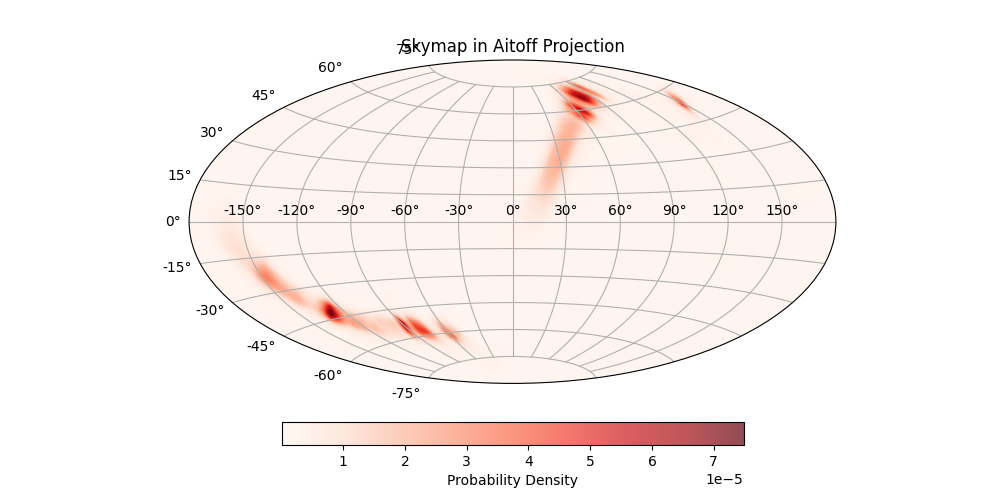 Skymap in Aitoff Projection
75°
60°
45°
30°
15°
-150° -120° -90° -60° -30° 0° 30° 60° 90° 120° 150°
0°
-15°
-30°
-45°
-60°
-75°
1 2 3 4 5 6 7
1e−5
Probability Density